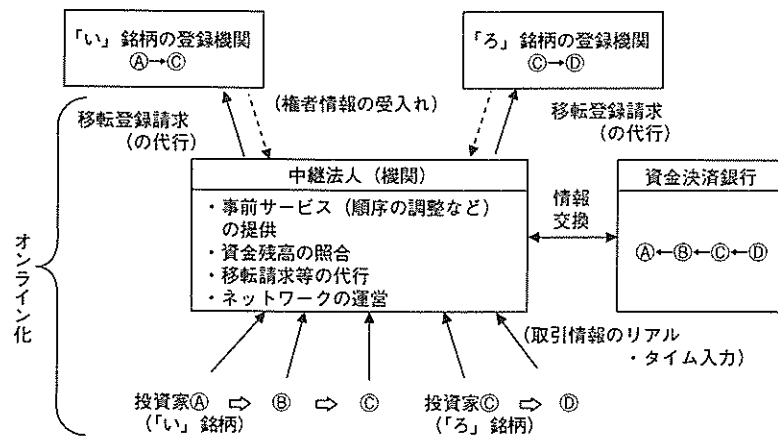 「い」銘柄の登録機関
Ⓐ→Ⓒ
「ろ」銘柄の登録機関
Ⓒ→Ⓓ
移転登録請求
(の代行)
(権者情報の受入れ)
移転登録請求
(の代行)
中継法人(機関)
・事前サービス(順序の調整など)
の提供
・資金残高の照合
・移転請求等の代行
・ネットワークの運営
情報
交換
資金決済銀行
Ⓐ←Ⓑ←Ⓒ←Ⓓ
オンライン化
(取引情報のリアル
・タイム入力)
投資家Ⓐ ⇨ Ⓑ ⇨ Ⓒ
(「い」銘柄)
投資家Ⓒ ⇨ Ⓓ
(「ろ」銘柄)